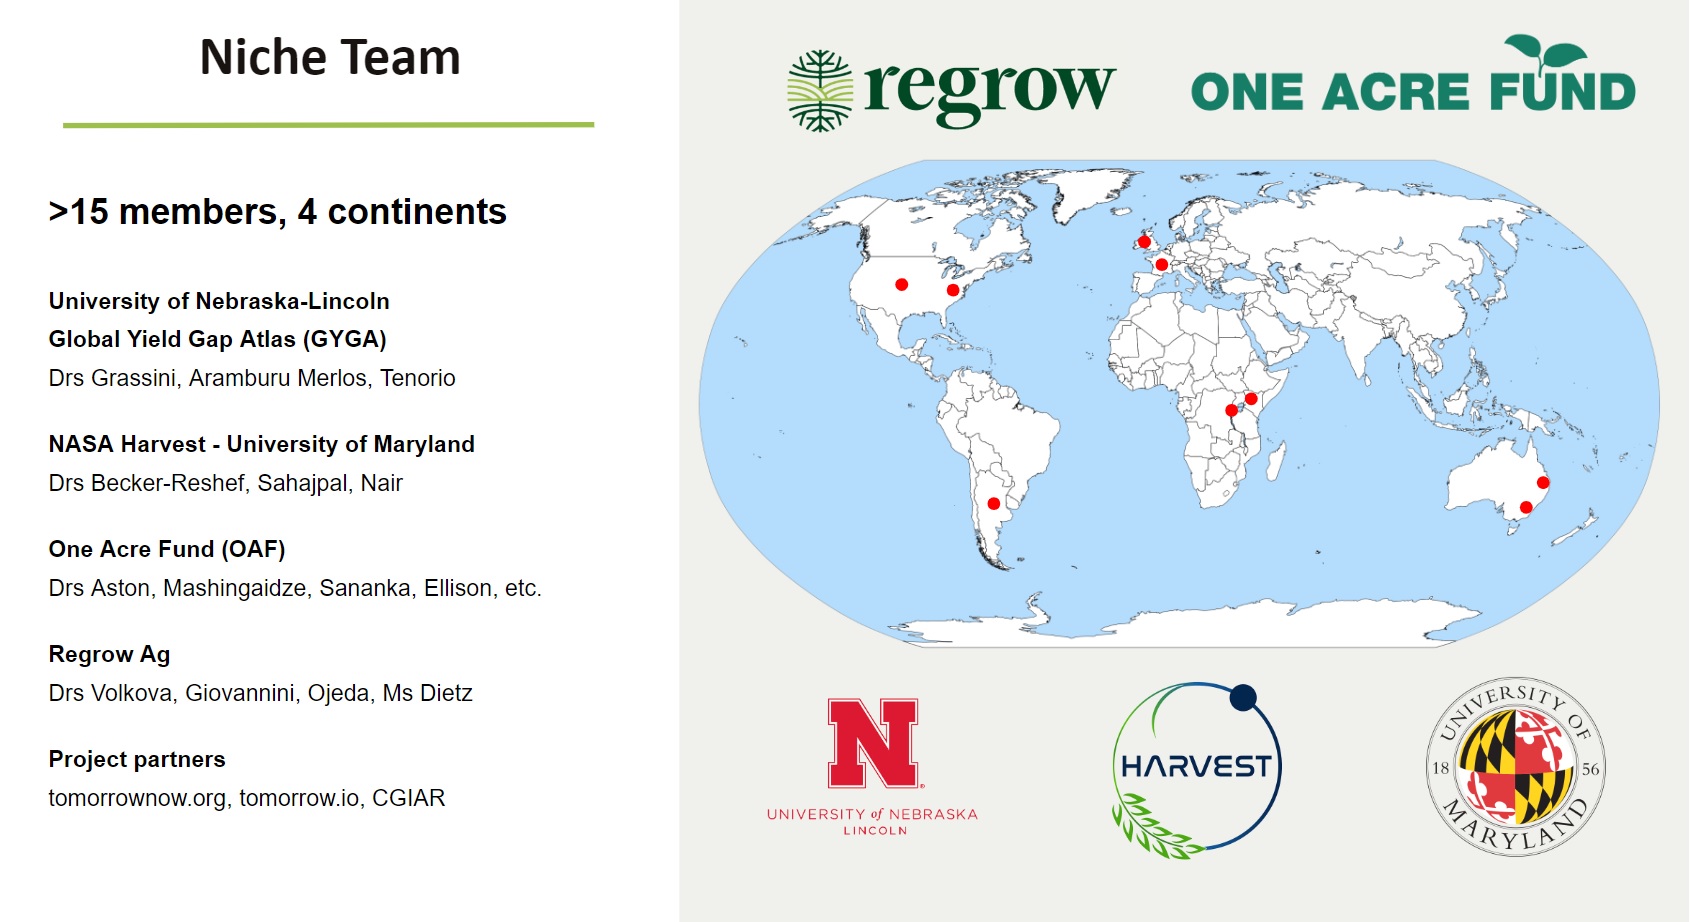 Niche Team
>15 members, 4 continents
University of Nebraska-Lincoln
Global Yield Gap Atlas (GYGA)
Drs Grassini, Aramburu Merlos, Tenorio
NASA Harvest - University of Maryland
Drs Becker-Reshef, Sahajpal, Nair
One Acre Fund (OAF)
Drs Aston, Mashingaidze, Sananka, Ellison, etc.
Regrow Ag
Drs Volkova, Giovannini, Ojeda, Ms Dietz
Project partners
tomorrownow.org, tomorrow.io, CGIAR
regrow
ONE ACRE FUND
N
UNIVERSITY of NEBRASKA
LINCOLN
HARVEST
UNIVERSITY OF
18 56
MARYLAND